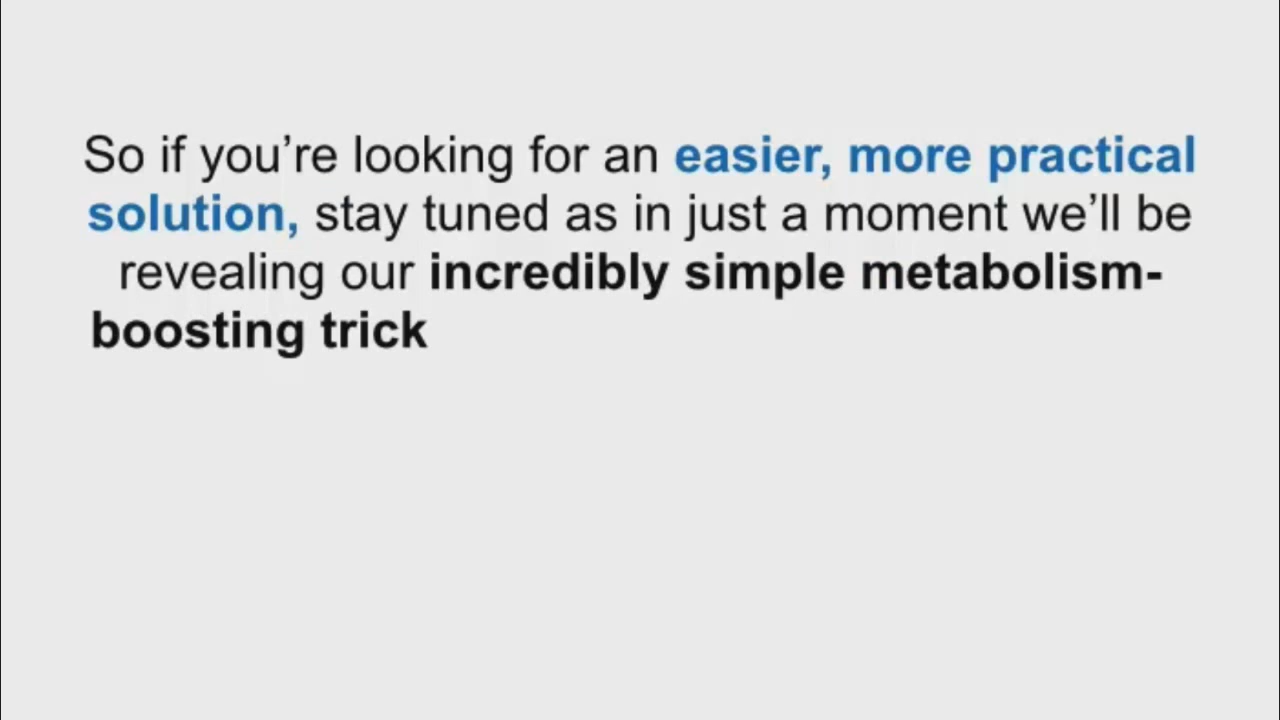 So if you’re looking for an easier, more practical
solution, stay tuned as in just a moment we’ll be
revealing our incredibly simple metabolism-
boosting trick